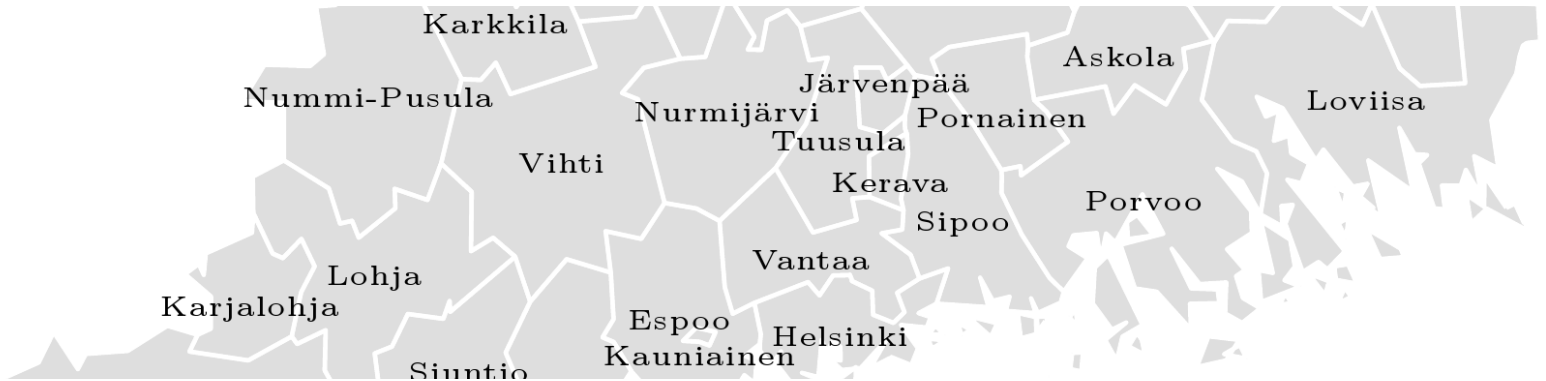 Karkkila
Askola
Järvenpää
Nummi-Pusula
Loviisa
Nurmijärvi
Pornainen
Tuusula
Vihti
Kerava
Porvoo
Sipoo
Vantaa
Lohja
Karjalohja
Espoo
Helsinki
Kauniainen
Siuntio